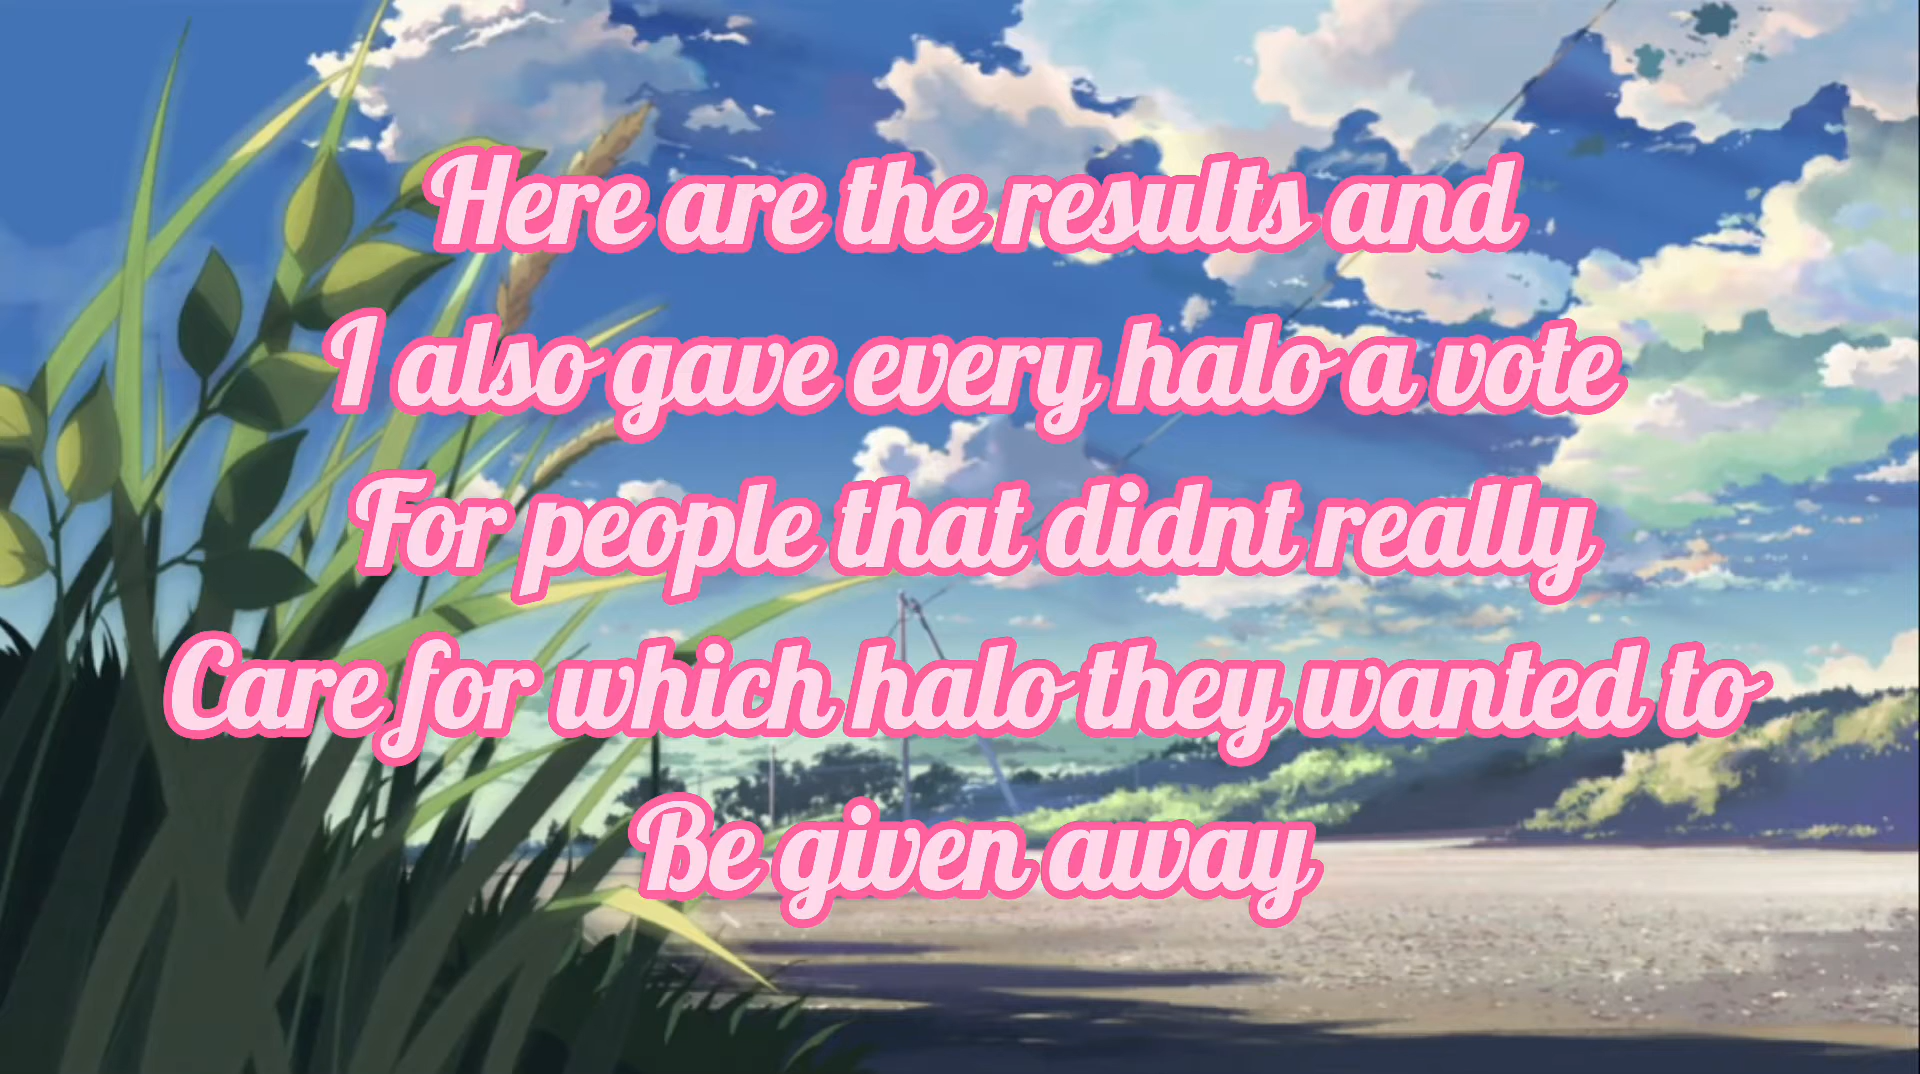 Here are the results and
I also gave every halo a vote
For people that didnt really
Care for which halo they wanted to
Be given away